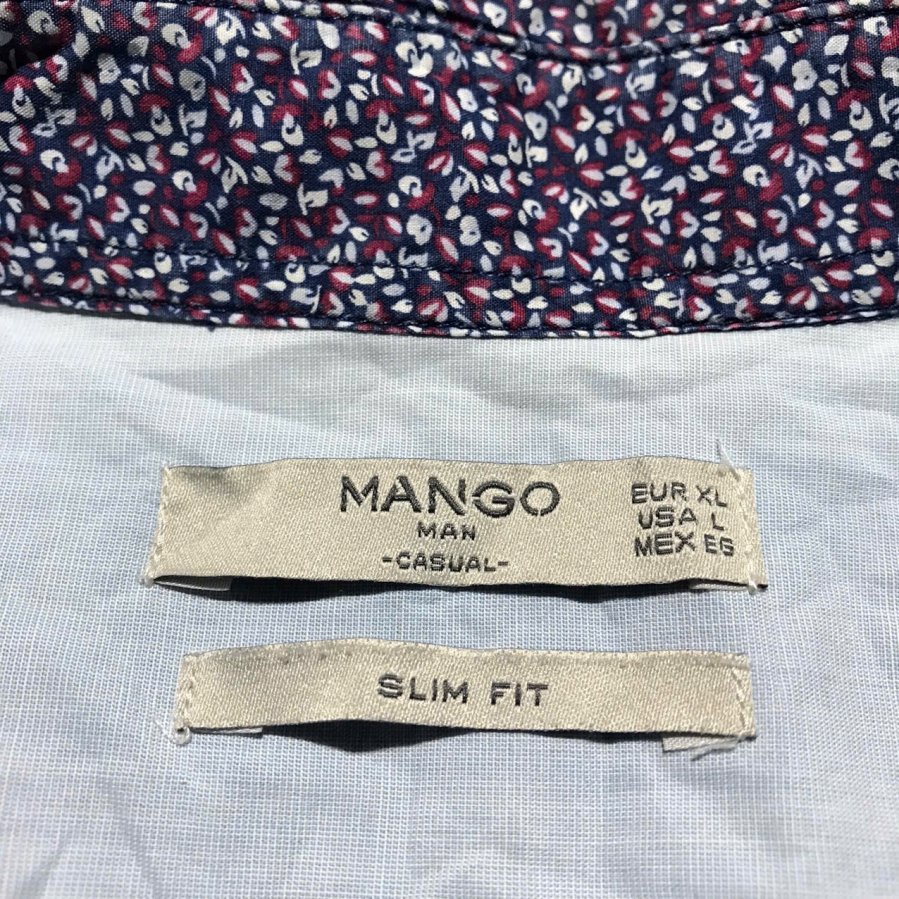 MANGO
MAN
-CASUAL-
EUR XL
USA L
MEX EG
SLIM FIT